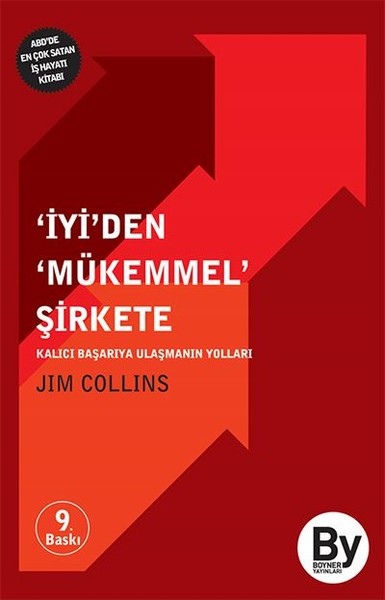 ABD'DE
EN ÇOK SATAN
İŞ HAYATI
KİTABI
'İYİ'DEN
'MÜKEMMEL'
ŞİRKETE
KALICI BAŞARIYA ULAŞMANIN YOLLARI
JIM COLLINS
9.
Baskı
By
BOYNER
YAYINLARI